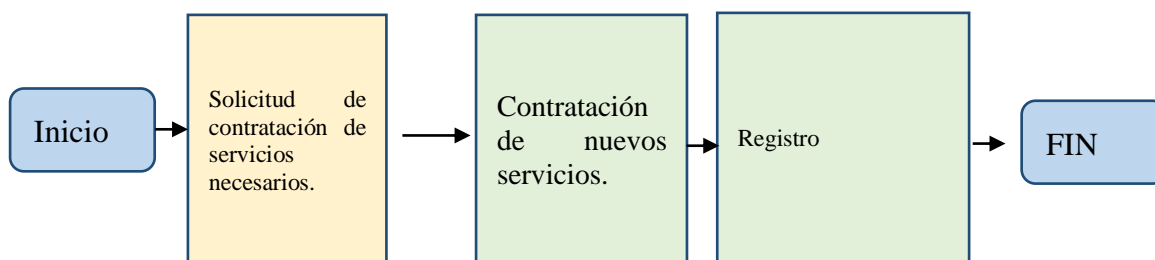 Inicio
Solicitud de
contratación de
servicios
necesarios.
Contratación
de nuevos
servicios.
Registro
FIN